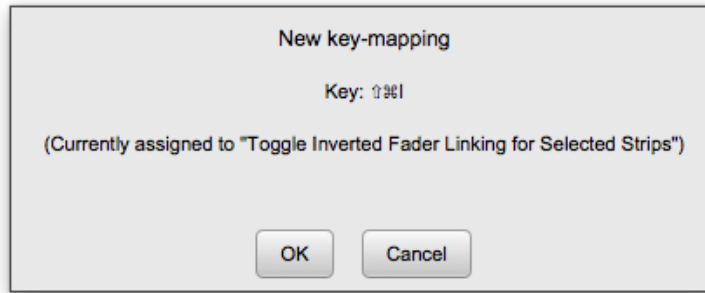 New key-mapping
Key: ⇧⌘I
(Currently assigned to "Toggle Inverted Fader Linking for Selected Strips")
OK
Cancel